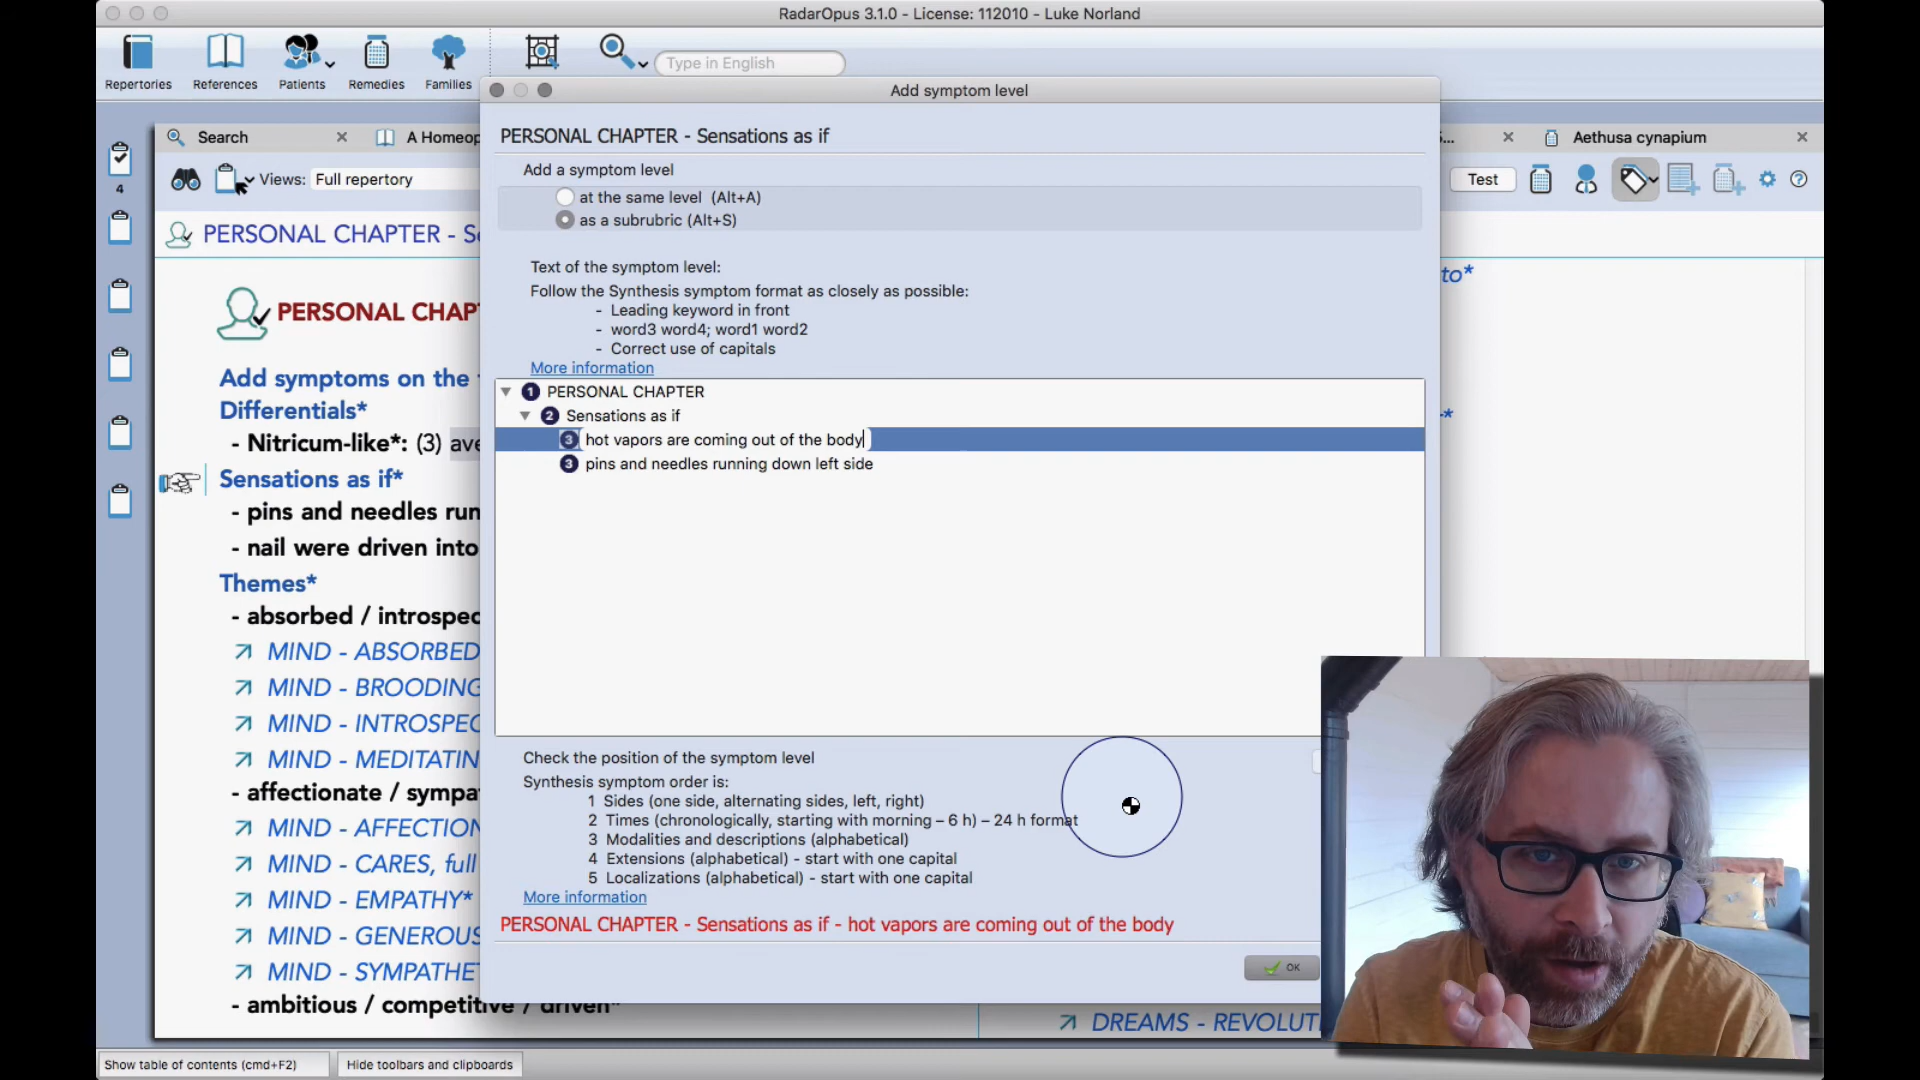 RadarOpus 3.1.0 - License: 112010 - Luke Norland
Repertories
References
Patients
Remedies
Families
Type in English
Add symptom level
Search
A Homeop
Aethusa cynapium
Views:
Full repertory
Test
4
PERSONAL CHAPTER - Se
PERSONAL CHAPTER - Sensations as if
Add a symptom level
at the same level (Alt+A)
as a subrubric (Alt+S)
Text of the symptom level:
Follow the Synthesis symptom format as closely as possible:
- Leading keyword in front
- word3 word4; word1 word2
- Correct use of capitals
More information
1 PERSONAL CHAPTER
2 Sensations as if
3 hot vapors are coming out of the body
3 pins and needles running down left side
Check the position of the symptom level
Synthesis symptom order is:
1 Sides (one side, alternating sides, left, right)
2 Times (chronologically, starting with morning – 6 h) – 24 h format
3 Modalities and descriptions (alphabetical)
4 Extensions (alphabetical) - start with one capital
5 Localizations (alphabetical) - start with one capital
More information
PERSONAL CHAPTER - Sensations as if - hot vapors are coming out of the body
OK
PERSONAL CHAP
Add symptoms on the
Differentials*
- Nitricum-like*: (3) ave
Sensations as if*
- pins and needles run
- nail were driven into
Themes*
- absorbed / introspec
MIND - ABSORBED
MIND - BROODING
MIND - INTROSPEC
MIND - MEDITATIN
- affectionate / sympa
MIND - AFFECTION
MIND - CARES, full
MIND - EMPATHY*
MIND - GENEROUS
MIND - SYMPATHE
- ambitious / competitive / driven*
to*
DREAMS - REVOLUTI
Show table of contents (cmd+F2)
Hide toolbars and clipboards